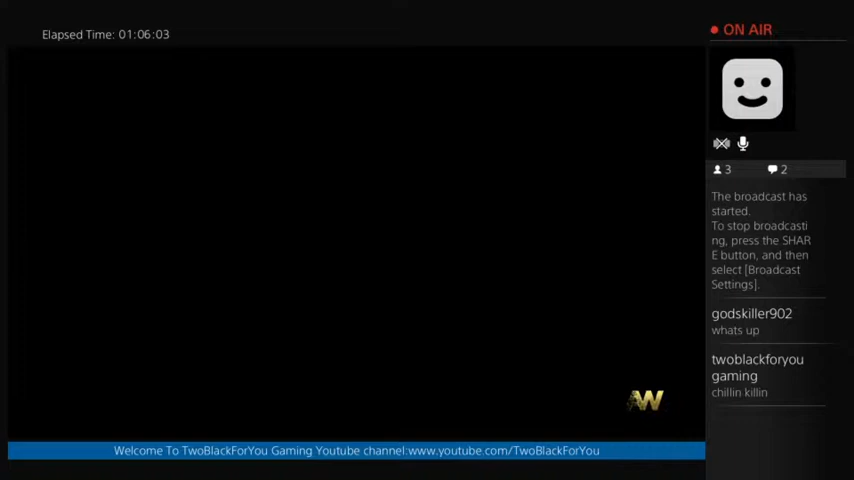 Elapsed Time: 01:06:03
ON AIR
3
2
The broadcast has
started.
To stop broadcasti
ng, press the SHAR
E button, and then
select [Broadcast
Settings].
godskiller902
whats up
twoblackforyou
gaming
chillin killin
AW
Welcome To TwoBlackForYou Gaming Youtube channel:www.youtube.com/TwoBlackForYou